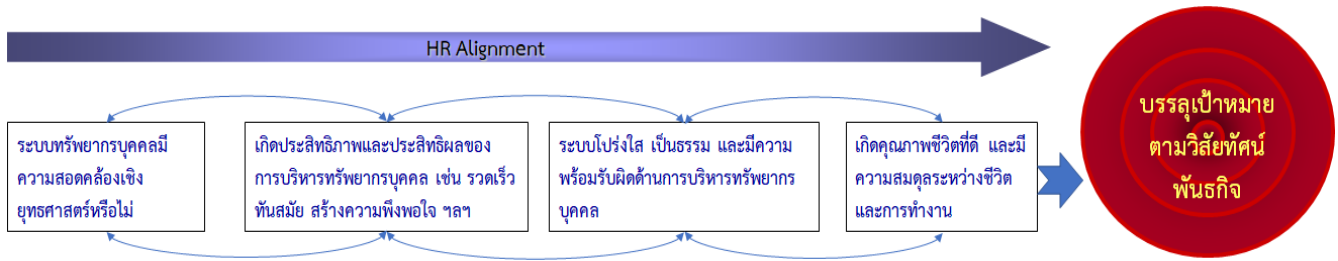 HR Alignment
ระบบทรัพยากรบุคคลมี
ความสอดคล้องเชิง
ยุทธศาสตร์หรือไม่
เกิดประสิทธิภาพและประสิทธิผลของ
การบริหารทรัพยากรบุคคล เช่น รวดเร็ว
ทันสมัย สร้างความพึงพอใจ ฯลฯ
ระบบโปร่งใส เป็นธรรม และมีความ
พร้อมรับผิดด้านการบริหารทรัพยากร
บุคคล
เกิดคุณภาพชีวิตที่ดี และมี
ความสมดุลระหว่างชีวิต
และการทำงาน
บรรลุเป้าหมาย
ตามวิสัยทัศน์
พันธกิจ